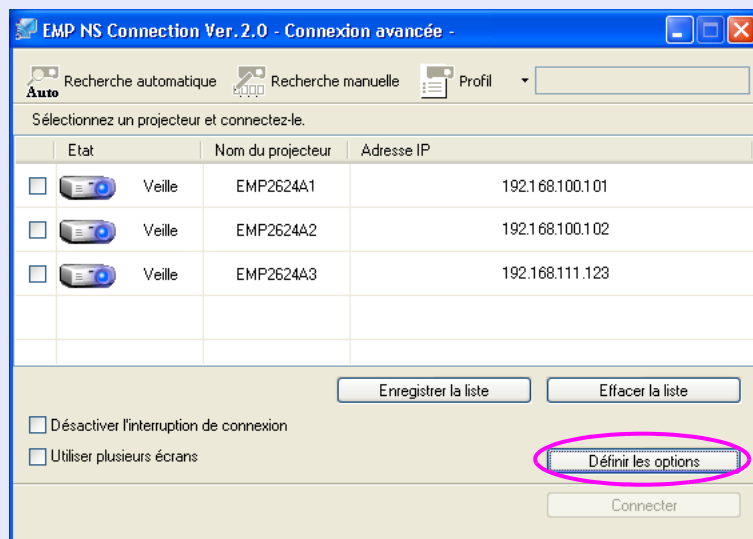 EMP NS Connection Ver.2.0 - Connexion avancée -
Auto Recherche automatique Recherche manuelle Profil
Sélectionnez un projecteur et connectez-le.
Etat Nom du projecteur Adresse IP
Veille EMP2624A1 192.168.100.101
Veille EMP2624A2 192.168.100.102
Veille EMP2624A3 192.168.111.123
Enregistrer la liste Effacer la liste
Désactiver l'interruption de connexion
Utiliser plusieurs écrans
Définir les options
Connecter